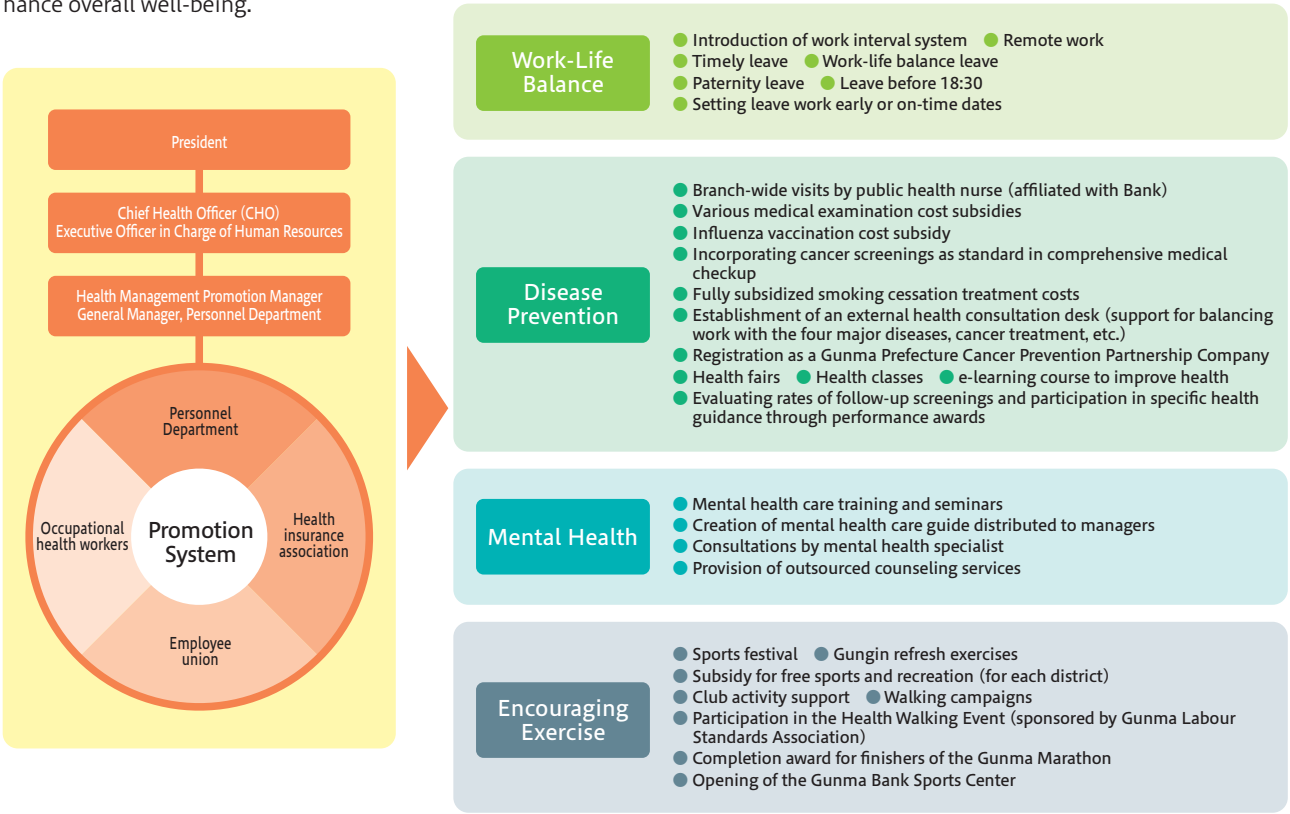 nance overall well-being.
President
Chief Health Officer (CHO)
Executive Officer in Charge of Human Resources
Health Management Promotion Manager
General Manager, Personnel Department
Personnel
Department
Occupational
health workers
Promotion
System
Health
insurance
association
Employee
union
Work-Life
Balance
● Introduction of work interval system ● Remote work
● Timely leave ● Work-life balance leave
● Paternity leave ● Leave before 18:30
● Setting leave work early or on-time dates
Disease
Prevention
● Branch-wide visits by public health nurse (affiliated with Bank)
● Various medical examination cost subsidies
● Influenza vaccination cost subsidy
● Incorporating cancer screenings as standard in comprehensive medical
checkup
● Fully subsidized smoking cessation treatment costs
● Establishment of an external health consultation desk (support for balancing
work with the four major diseases, cancer treatment, etc.)
● Registration as a Gunma Prefecture Cancer Prevention Partnership Company
● Health fairs ● Health classes ● e-learning course to improve health
● Evaluating rates of follow-up screenings and participation in specific health
guidance through performance awards
Mental Health
● Mental health care training and seminars
● Creation of mental health care guide distributed to managers
● Consultations by mental health specialist
● Provision of outsourced counseling services
Encouraging
Exercise
● Sports festival ● Gungin refresh exercises
● Subsidy for free sports and recreation (for each district)
● Club activity support ● Walking campaigns
● Participation in the Health Walking Event (sponsored by Gunma Labour
Standards Association)
● Completion award for finishers of the Gunma Marathon
● Opening of the Gunma Bank Sports Center